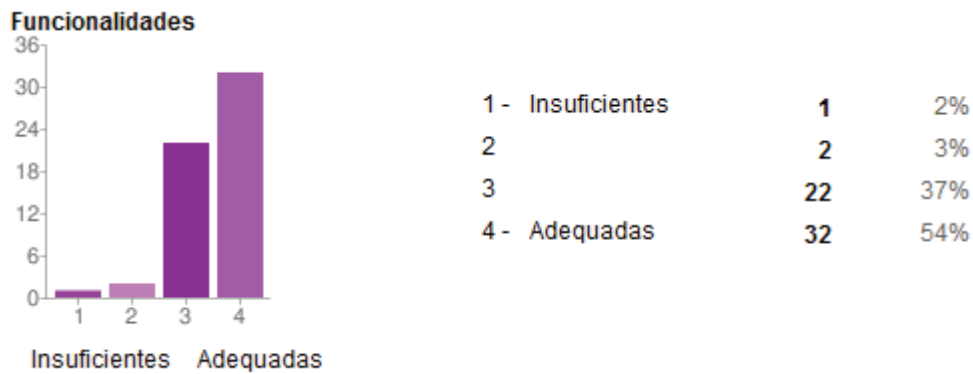 Funcionalidades
36
30
24
18
12
6
0
1 2 3 4
Insuficientes Adequadas
1 - Insuficientes 1 2%
2 2 3%
3 22 37%
4 - Adequadas 32 54%